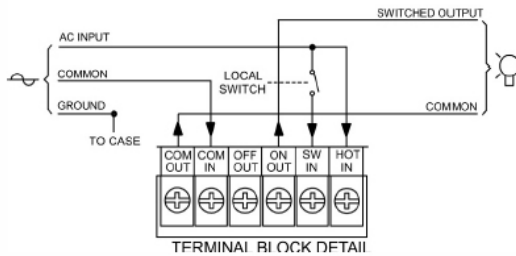 SWITCHED OUTPUT
AC INPUT
COMMON
LOCAL
SWITCH
GROUND
COMMON
TO CASE
COM OUT
COM IN
OFF OUT
ON OUT
SW IN
HOT IN
TERMINAL BLOCK DETAIL